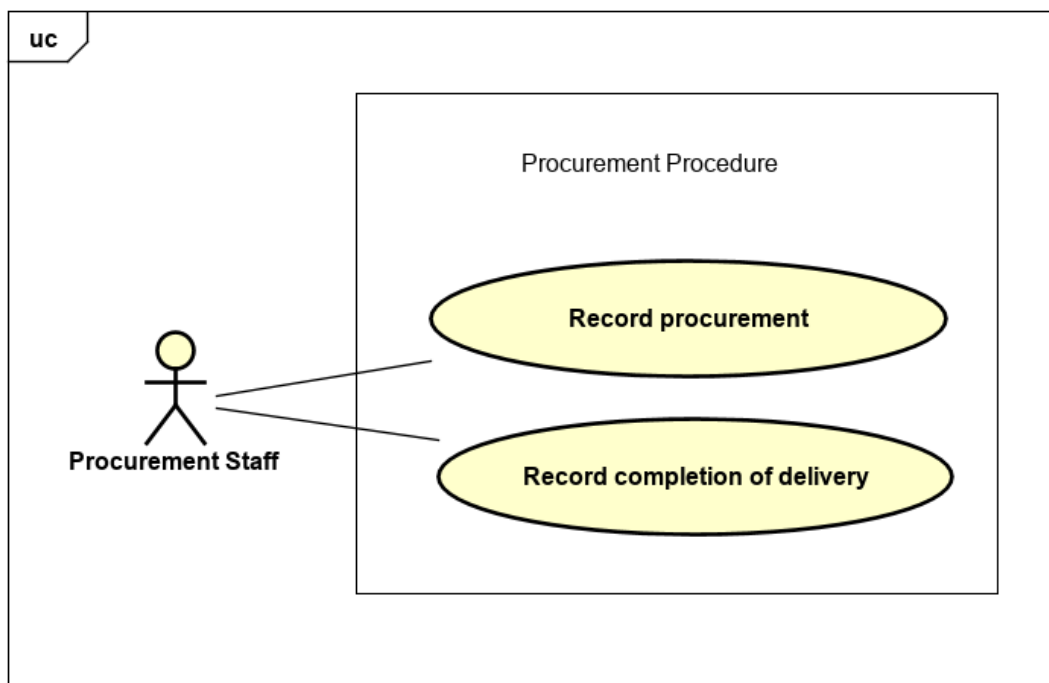 uc
Procurement Procedure
Record procurement
Procurement Staff
Record completion of delivery